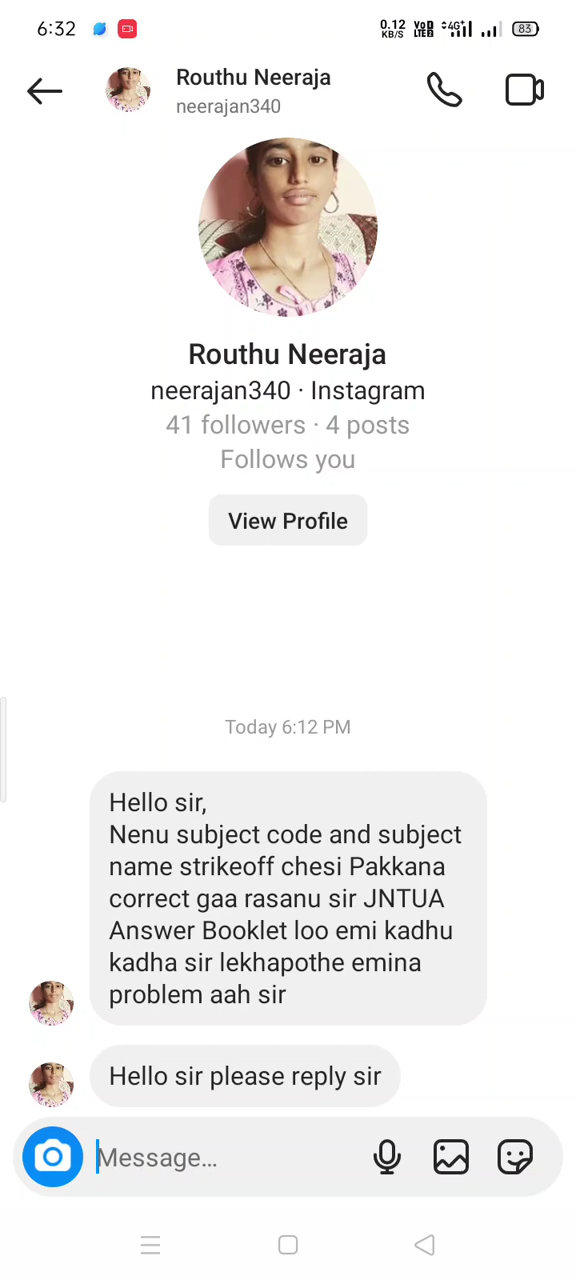 6:32
0.12 KB/S VoD LTE2 4G+ 83
Routhu Neeraja
neerajan340
Routhu Neeraja
neerajan340 · Instagram
41 followers · 4 posts
Follows you
View Profile
Today 6:12 PM
Hello sir,
Nenu subject code and subject
name strikeoff chesi Pakkana
correct gaa rasanu sir JNTUA
Answer Booklet loo emi kadhu
kadha sir lekhapothe emina
problem aah sir
Hello sir please reply sir
Message...